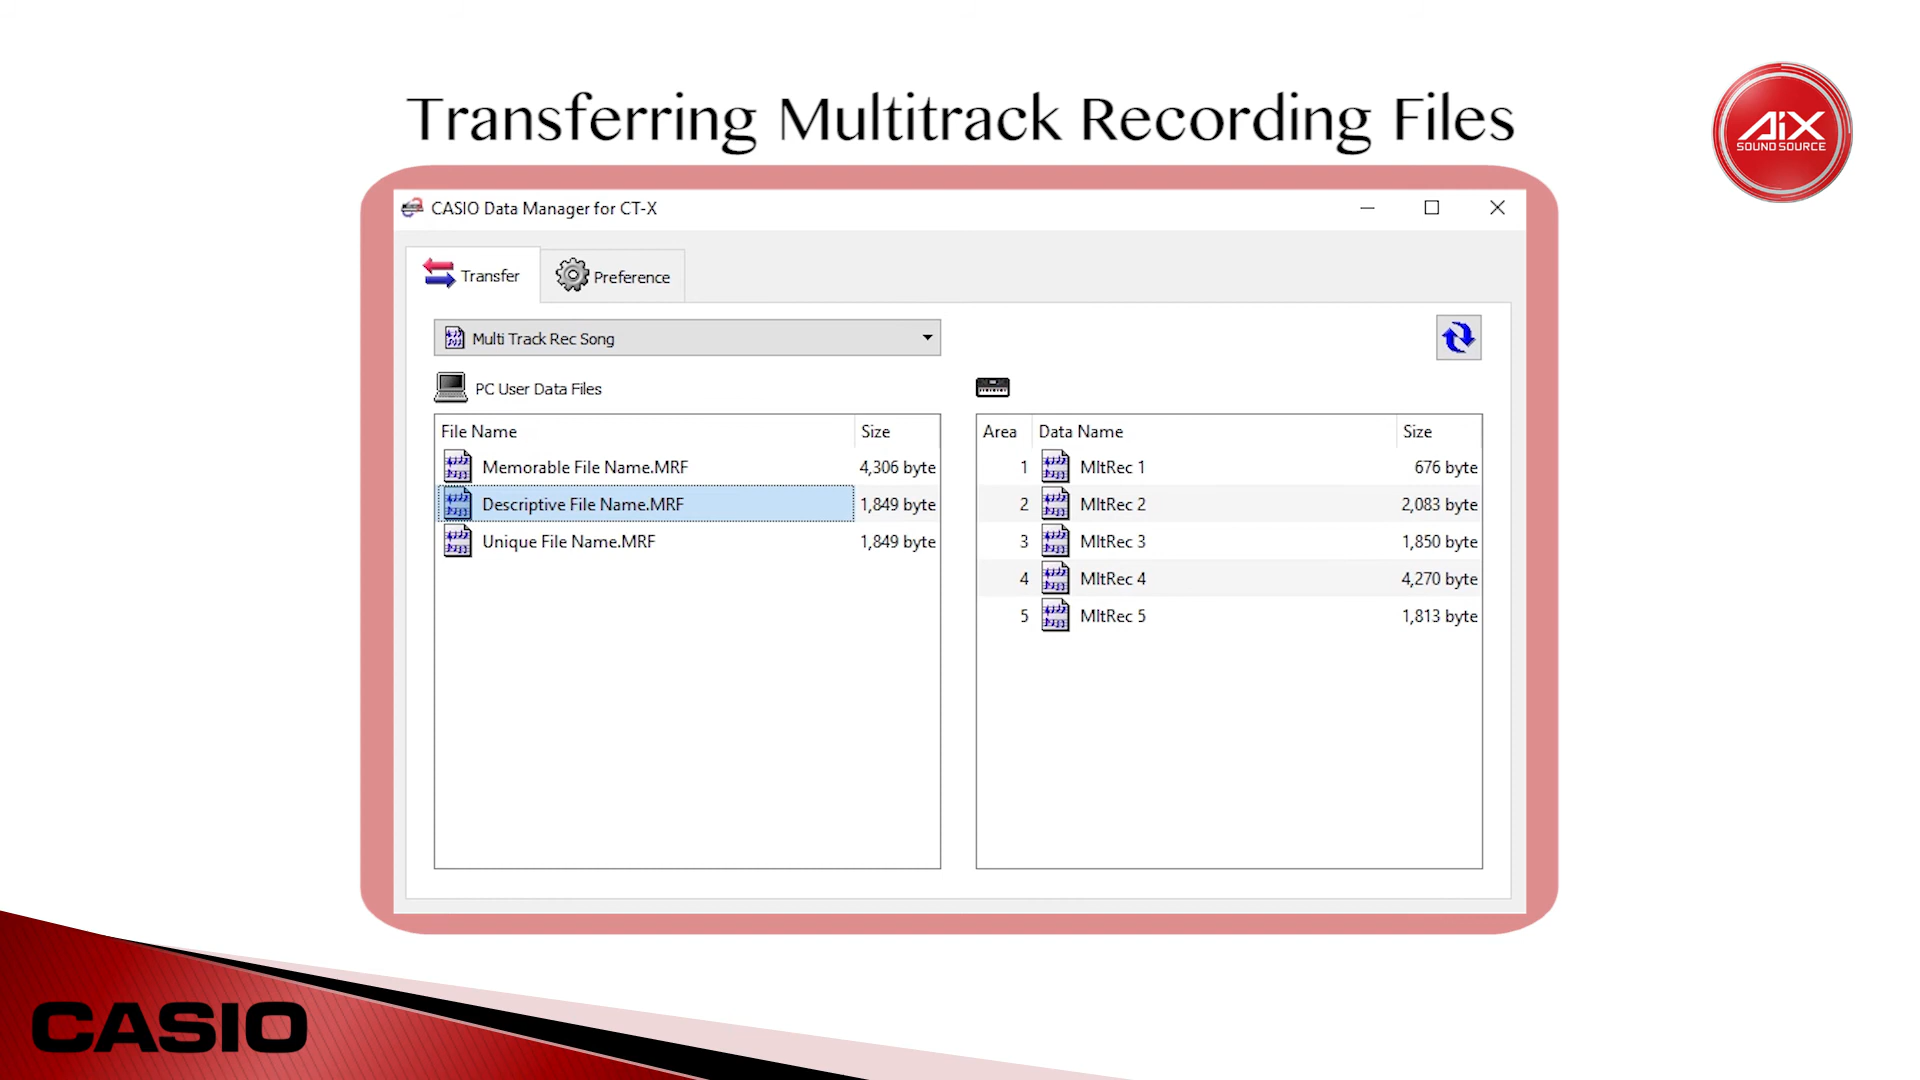 Transferring Multitrack Recording Files
AiX
SOUND SOURCE
CASIO Data Manager for CT-X
Transfer
Preference
Multi Track Rec Song
PC User Data Files
File Name Size
Memorable File Name.MRF 4,306 byte
Descriptive File Name.MRF 1,849 byte
Unique File Name.MRF 1,849 byte
Area Data Name Size
1 MltRec 1 676 byte
2 MltRec 2 2,083 byte
3 MltRec 3 1,850 byte
4 MltRec 4 4,270 byte
5 MltRec 5 1,813 byte
CASIO